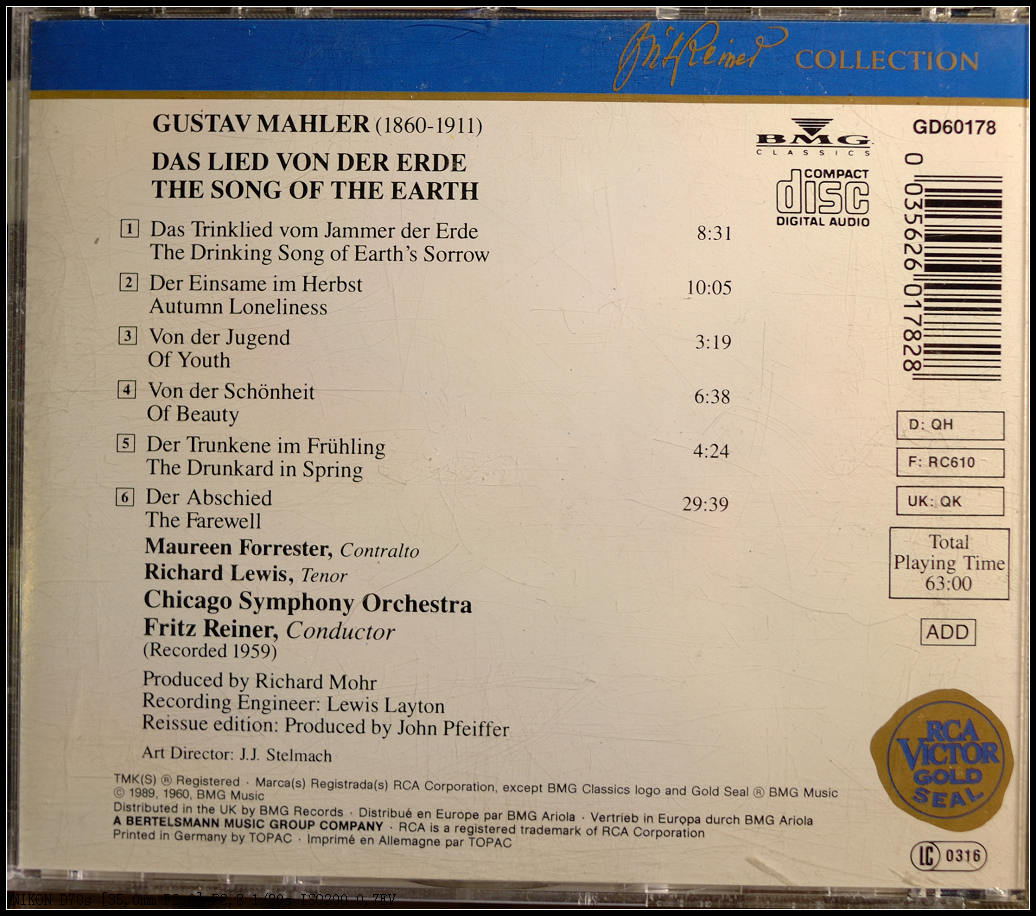 Fritz Reiner COLLECTION
GUSTAV MAHLER (1860-1911)
DAS LIED VON DER ERDE
THE SONG OF THE EARTH
1 Das Trinklied vom Jammer der Erde 8:31
The Drinking Song of Earth's Sorrow
2 Der Einsame im Herbst 10:05
Autumn Loneliness
3 Von der Jugend 3:19
Of Youth
4 Von der Schönheit 6:38
Of Beauty
5 Der Trunkene im Frühling 4:24
The Drunkard in Spring
6 Der Abschied 29:39
The Farewell
Maureen Forrester, Contralto
Richard Lewis, Tenor
Chicago Symphony Orchestra
Fritz Reiner, Conductor
(Recorded 1959)
Produced by Richard Mohr
Recording Engineer: Lewis Layton
Reissue edition: Produced by John Pfeiffer
Art Director: J.J. Stelmach
TMK(S) ® Registered · Marca(s) Registrada(s) RCA Corporation, except BMG Classics logo and Gold Seal ® BMG Music
© 1989, 1960, BMG Music
Distributed in the UK by BMG Records · Distribué en Europe par BMG Ariola · Vertrieb in Europa durch BMG Ariola
A BERTELSMANN MUSIC GROUP COMPANY · RCA is a registered trademark of RCA Corporation
Printed in Germany by TOPAC · Imprimé en Allemagne par TOPAC
BMG
CLASSICS
COMPACT
disc
DIGITAL AUDIO
GD60178
0 035626 017828
D: QH
F: RC610
UK: QK
Total
Playing Time
63:00
ADD
RCA
VICTOR
GOLD
SEAL
LC 0316